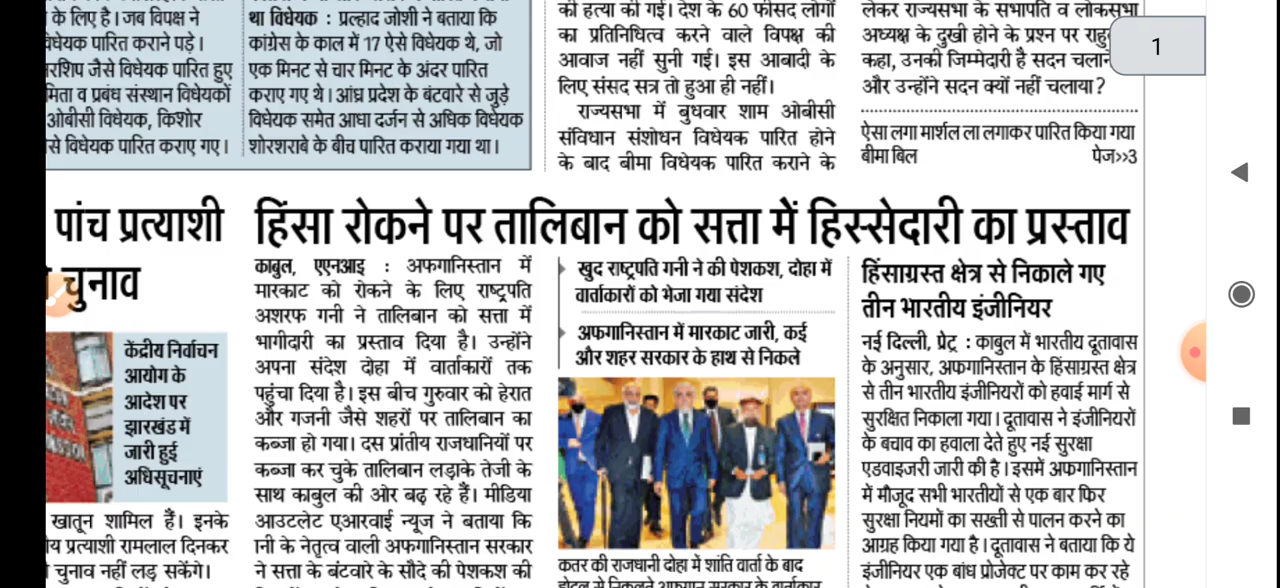 के लिए है। जब विपक्ष ने
विधेयक पारित कराने पड़े।
जैसे विधेयक पारित हुए
व प्रबंध संस्थान विधेयकों
ओबीसी विधेयक, किशोर
से विधेयक पारित कराए गए।
था विधेयक : प्रल्हाद जोशी ने बताया कि
कांग्रेस के काल में 17 ऐसे विधेयक थे, जो
एक मिनट से चार मिनट के अंदर पारित
कराए गए थे। आंध्र प्रदेश के बंटवारे से जुड़े
विधेयक समेत आधा दर्जन से अधिक विधेयक
शोरशराबे के बीच पारित कराया गया था।
की हत्या की गई। देश के 60 फीसद लोगों
का प्रतिनिधित्व करने वाले विपक्ष की
आवाज नहीं सुनी गई। इस आबादी के
लिए संसद सत्र तो हुआ ही नहीं।
राज्यसभा में बुधवार शाम ओबीसी
संविधान संशोधन विधेयक पारित होने
के बाद बीमा विधेयक पारित कराने के
लेकर राज्यसभा के सभापति व लोकसभा
अध्यक्ष के दुखी होने के प्रश्न पर
कहा, उनकी जिम्मेदारी है सदन
और उन्होंने सदन क्यों नहीं चलाया?
ऐसा लगा मार्शल ला लगाकर पारित किया गया
बीमा बिल पेज>>3
1
पांच प्रत्याशी
चुनाव
केंद्रीय निर्वाचन
आयोग के
आदेश पर
झारखंड में
जारी हुई
अधिसूचनाएं
खातून शामिल हैं। इनके
प्रत्याशी रामलाल दिनकर
चुनाव नहीं लड़ सकेंगे।
हिंसा रोकने पर तालिबान को सत्ता में हिस्सेदारी का प्रस्ताव
काबुल, एएनआइ : अफगानिस्तान में
मारकाट को रोकने के लिए राष्ट्रपति
अशरफ गनी ने तालिबान को सत्ता में
भागीदारी का प्रस्ताव दिया है। उन्होंने
अपना संदेश दोहा में वार्ताकारों तक
पहुंचा दिया है। इस बीच गुरुवार को हेरात
और गजनी जैसे शहरों पर तालिबान का
कब्जा हो गया। दस प्रांतीय राजधानियों पर
कब्जा कर चुके तालिबान लड़ाके तेजी के
साथ काबुल की ओर बढ़ रहे हैं। मीडिया
आउटलेट एआरवाई न्यूज ने बताया कि
के नेतृत्व वाली अफगानिस्तान सरकार
ने सत्ता के बंटवारे के सौदे की पेशकश की
खुद राष्ट्रपति गनी ने की पेशकश, दोहा में
वार्ताकारों को भेजा गया संदेश
अफगानिस्तान में मारकाट जारी, कई
और शहर सरकार के हाथ से निकले
कतर की राजधानी दोहा में शांति वार्ता के बाद
होटल से निकलते अफगान सरकार के वार्ताकार
हिंसाग्रस्त क्षेत्र से निकाले गए
तीन भारतीय इंजीनियर
नई दिल्ली, प्रेट्र : काबुल में भारतीय दूतावास
के अनुसार, अफगानिस्तान के हिंसाग्रस्त क्षेत्र
से तीन भारतीय इंजीनियरों को हवाई मार्ग से
सुरक्षित निकाला गया। दूतावास ने इंजीनियरों
के बचाव का हवाला देते हुए नई सुरक्षा
एडवाइजरी जारी की है। इसमें अफगानिस्तान
में मौजूद सभी भारतीयों से एक बार फिर
सुरक्षा नियमों का सख्ती से पालन करने का
आग्रह किया गया है। दूतावास ने बताया कि ये
इंजीनियर एक बांध प्रोजेक्ट पर काम कर रहे